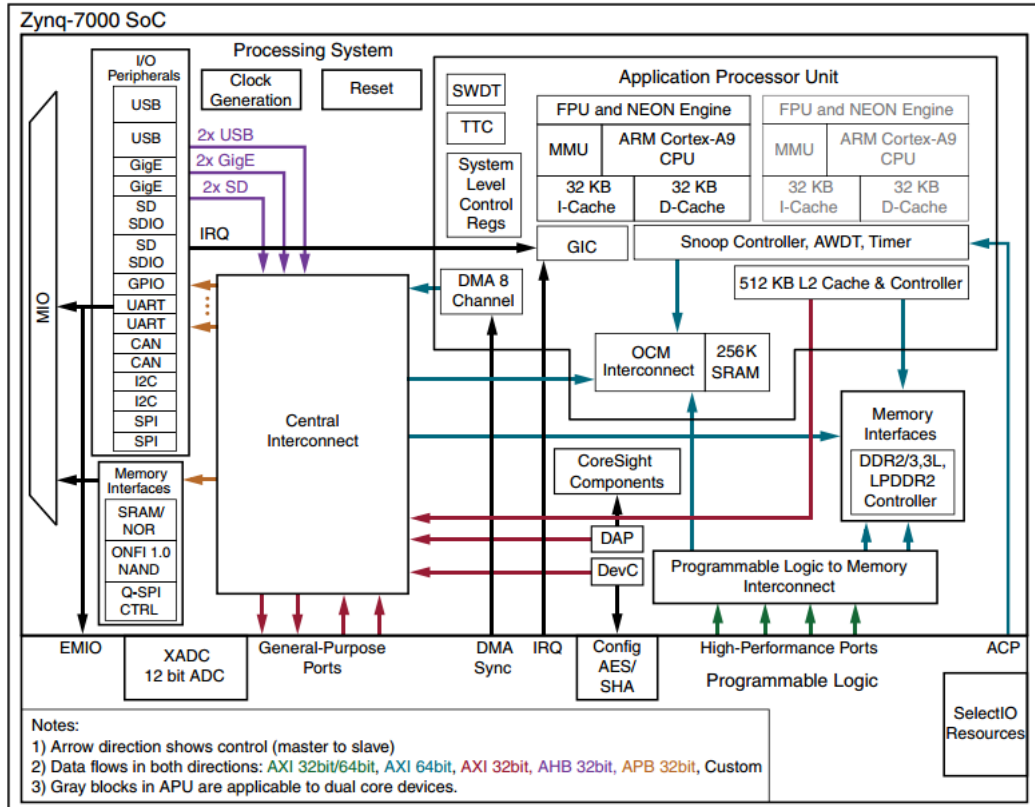 Zynq-7000 SoC
Processing System
I/O
Peripherals
USB
USB
GigE
GigE
SD
SDIO
SD
SDIO
GPIO
UART
UART
CAN
CAN
I2C
I2C
SPI
SPI
MIO
Memory
Interfaces
SRAM/
NOR
ONFI 1.0
NAND
Q-SPI
CTRL
Clock
Generation
Reset
2x USB
2x GigE
2x SD
IRQ
Central
Interconnect
Application Processor Unit
SWDT
TTC
System
Level
Control
Regs
FPU and NEON Engine
MMU
ARM Cortex-A9
CPU
32 KB
I-Cache
32 KB
D-Cache
FPU and NEON Engine
MMU
ARM Cortex-A9
CPU
32 KB
I-Cache
32 KB
D-Cache
GIC
Snoop Controller, AWDT, Timer
DMA 8
Channel
512 KB L2 Cache & Controller
OCM
Interconnect
256K
SRAM
Memory
Interfaces
DDR2/3,3L,
LPDDR2
Controller
CoreSight
Components
DAP
DevC
Programmable Logic to Memory
Interconnect
EMIO
XADC
12 bit ADC
General-Purpose
Ports
DMA
Sync
IRQ
Config
AES/
SHA
High-Performance Ports
ACP
Programmable Logic
SelectIO
Resources
Notes:
1) Arrow direction shows control (master to slave)
2) Data flows in both directions: AXI 32bit/64bit, AXI 64bit, AXI 32bit, AHB 32bit, APB 32bit, Custom
3) Gray blocks in APU are applicable to dual core devices.